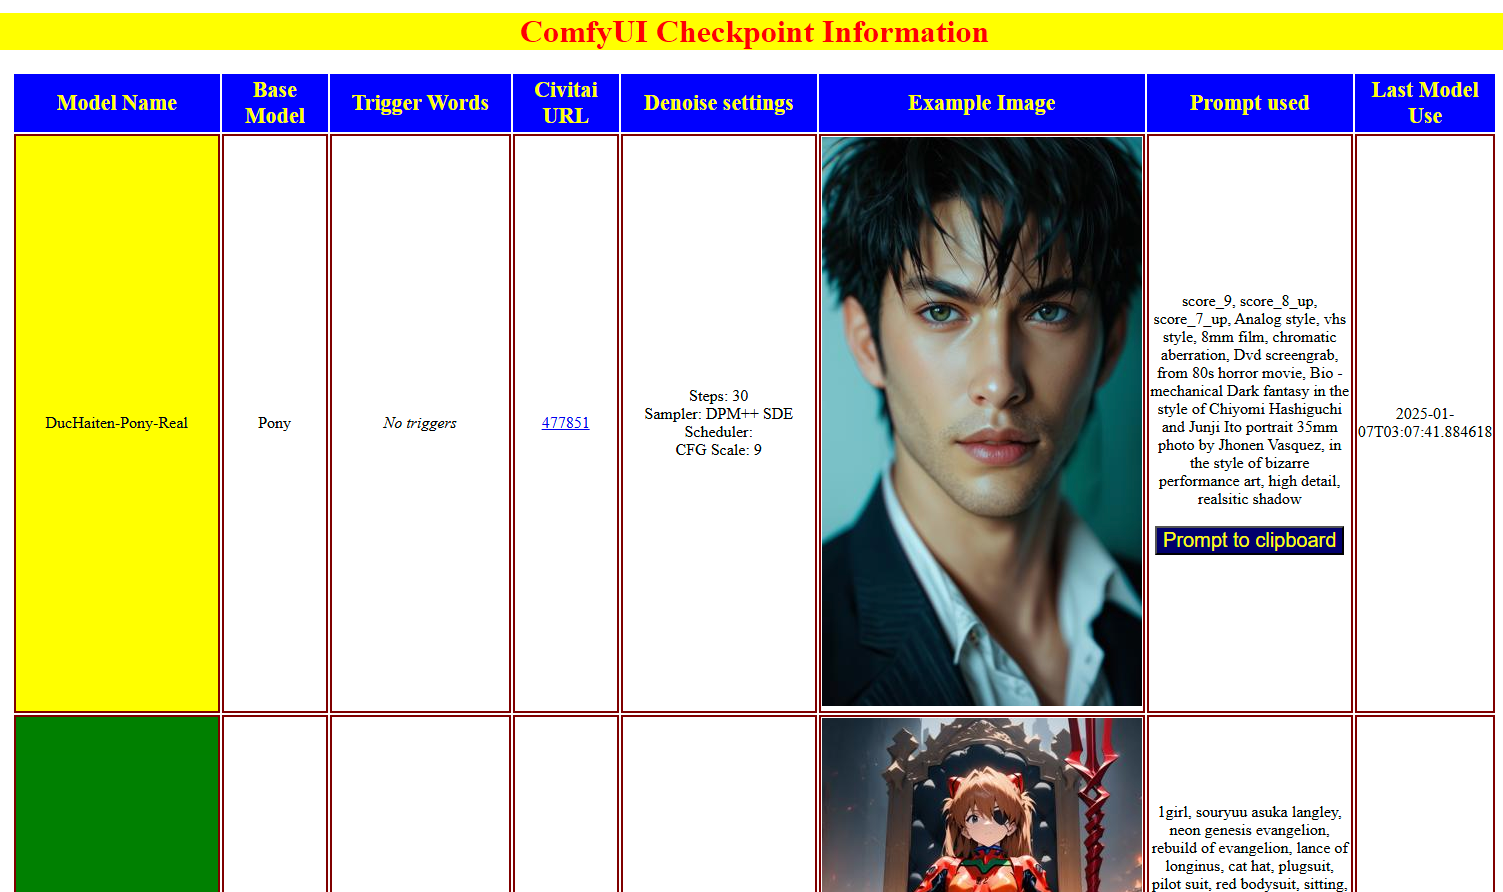 ComfyUI Checkpoint Information
Model Name
Base
Model
Trigger Words
Civitai
URL
Denoise settings
Example Image
Prompt used
Last Model
Use
DucHaiten-Pony-Real
Pony
No triggers
477851
Steps: 30
Sampler: DPM++ SDE
Scheduler:
CFG Scale: 9
score_9, score_8_up,
score_7_up, Analog style, vhs
style, 8mm film, chromatic
aberration, Dvd screengrab,
from 80s horror movie, Bio -
mechanical Dark fantasy in the
style of Chiyomi Hashiguchi
and Junji Ito portrait 35mm
photo by Jhonen Vasquez, in
the style of bizarre
performance art, high detail,
realsitic shadow
Prompt to clipboard
2025-01-
07T03:07:41.884618
1girl, souryuu asuka langley,
neon genesis evangelion,
rebuild of evangelion, lance of
longinus, cat hat, plugsuit,
pilot suit, red bodysuit, sitting,